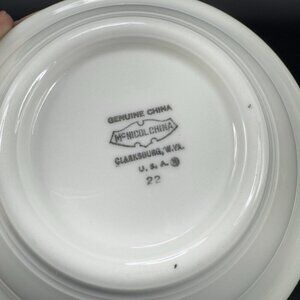 GENUINE CHINA
McNICOL CHINA
CLARKSBURG, W.VA.
U. S. A.
22